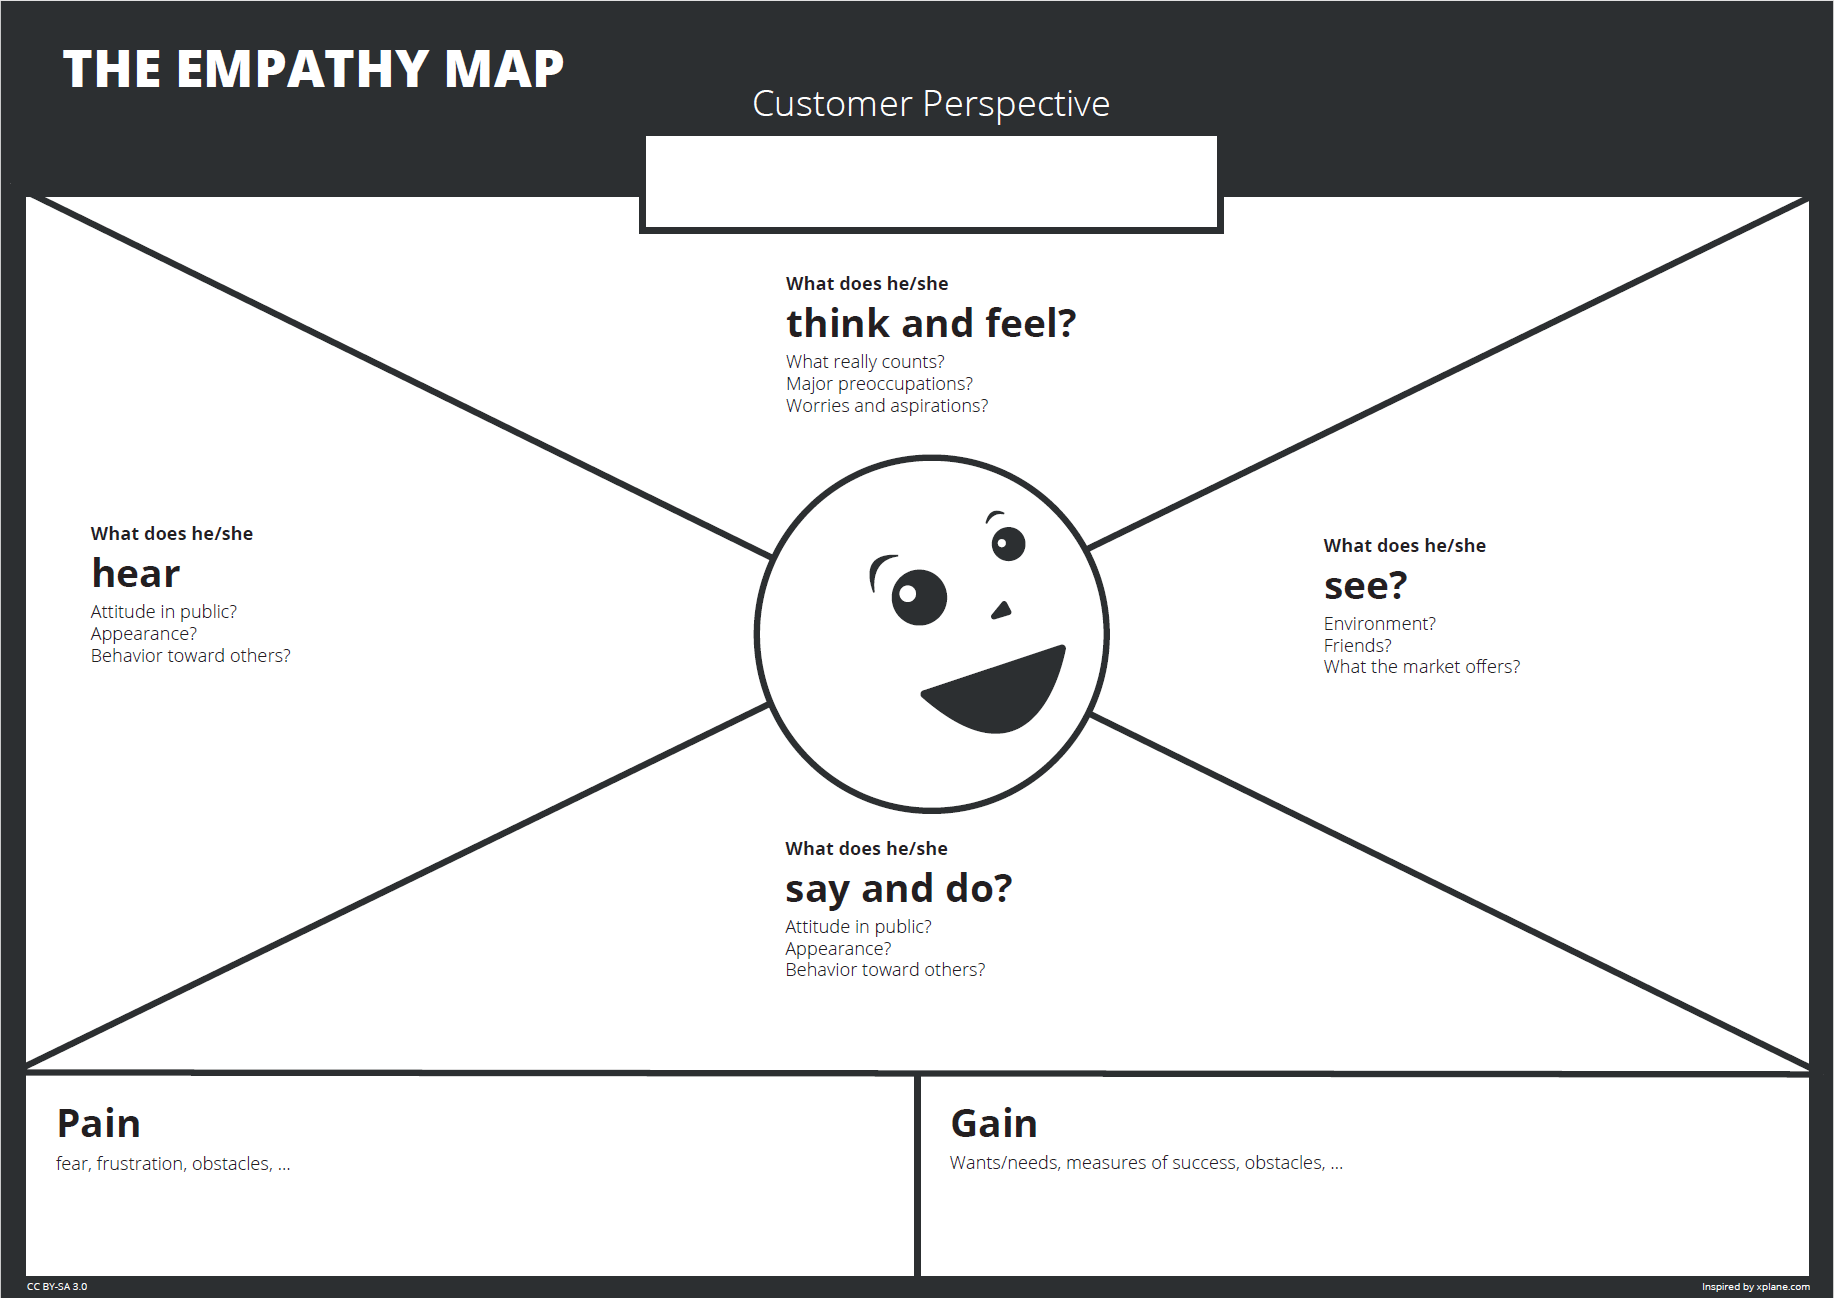 THE EMPATHY MAP
Customer Perspective
What does he/she
think and feel?
What really counts?
Major preoccupations?
Worries and aspirations?
What does he/she
hear
Attitude in public?
Appearance?
Behavior toward others?
What does he/she
see?
Environment?
Friends?
What the market offers?
What does he/she
say and do?
Attitude in public?
Appearance?
Behavior toward others?
Pain
fear, frustration, obstacles, ...
Gain
Wants/needs, measures of success, obstacles, ...
CC BY-SA 3.0
Inspired by xplane.com